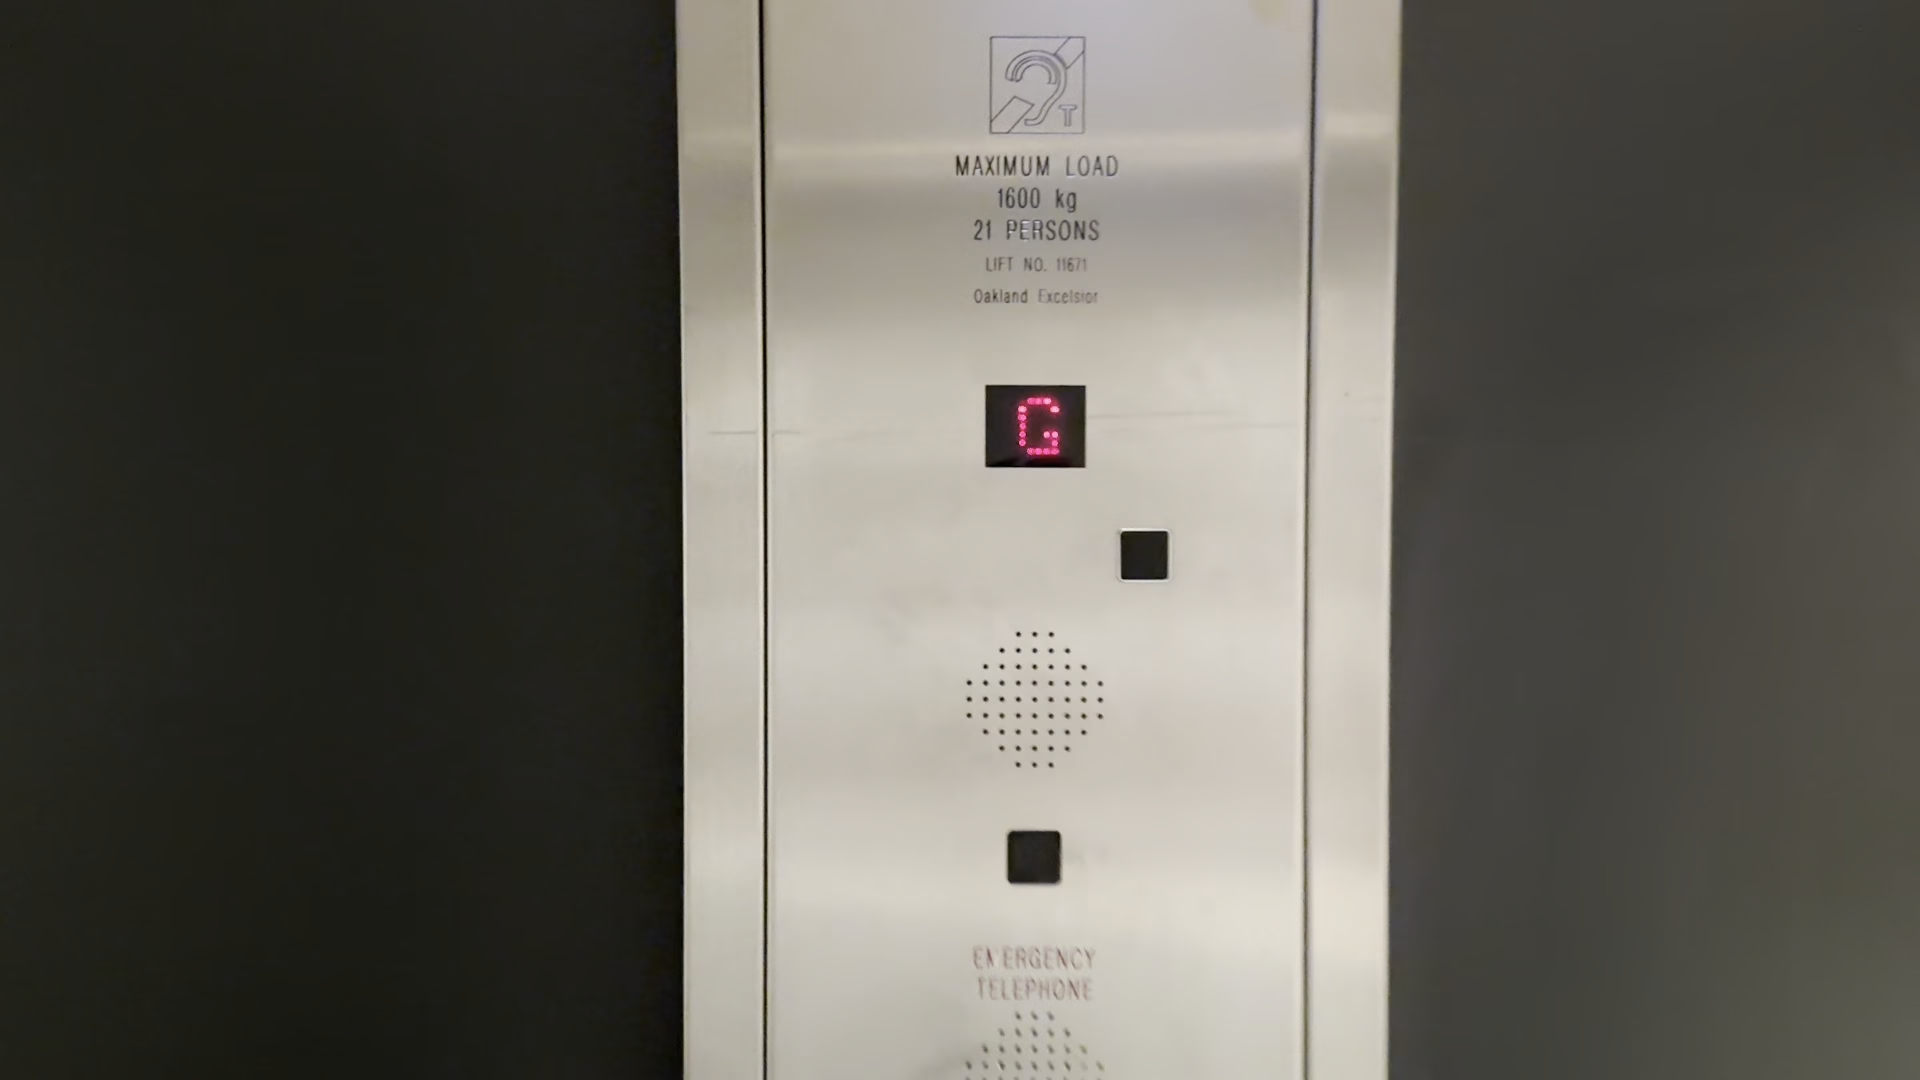 T
MAXIMUM LOAD
1600 kg
21 PERSONS
LIFT NO. 11671
Oakland Excelsior
G
EMERGENCY
TELEPHONE